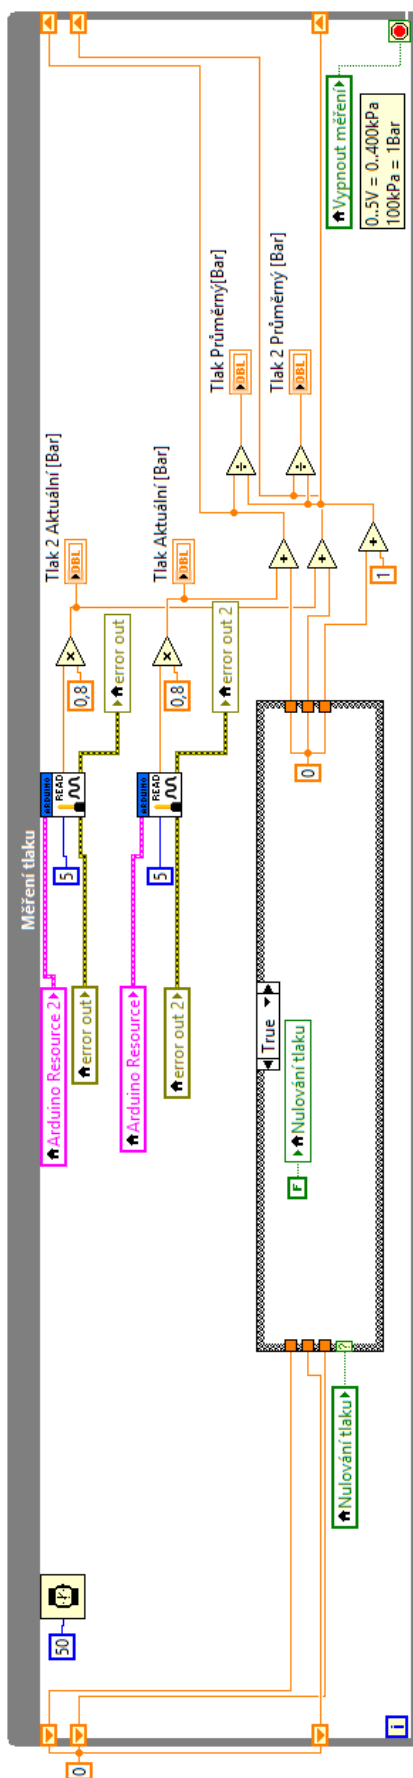 Měření tlaku
0
50
i
Arduino Resource 2
error out
5
ARDUINO
READ
0,8
error out
Tlak 2 Aktuální [Bar]
DBL
Arduino Resource
error out 2
5
ARDUINO
READ
0,8
error out 2
Tlak Aktuální [Bar]
DBL
Nulování tlaku
?
True
F
Nulování tlaku
0
1
Tlak Průměrný[Bar]
DBL
Tlak 2 Průměrný [Bar]
DBL
Vypnout měření
0..5V = 0..400kPa
100kPa = 1Bar